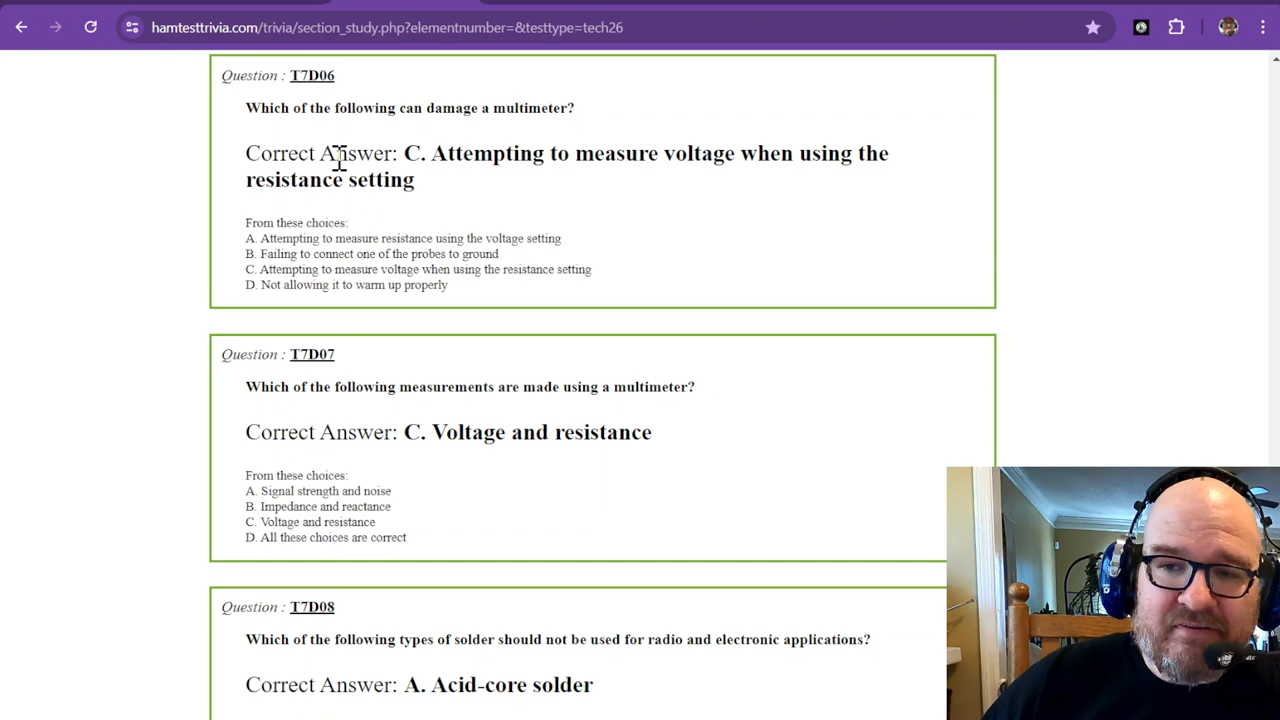 hamtesttrivia.com/trivia/section_study.php?elementnumber=&testtype=tech26
Question : T7D06
Which of the following can damage a multimeter?
Correct Answer: C. Attempting to measure voltage when using the
resistance setting
From these choices:
A. Attempting to measure resistance using the voltage setting
B. Failing to connect one of the probes to ground
C. Attempting to measure voltage when using the resistance setting
D. Not allowing it to warm up properly
Question : T7D07
Which of the following measurements are made using a multimeter?
Correct Answer: C. Voltage and resistance
From these choices:
A. Signal strength and noise
B. Impedance and reactance
C. Voltage and resistance
D. All these choices are correct
Question : T7D08
Which of the following types of solder should not be used for radio and electronic applications?
Correct Answer: A. Acid-core solder